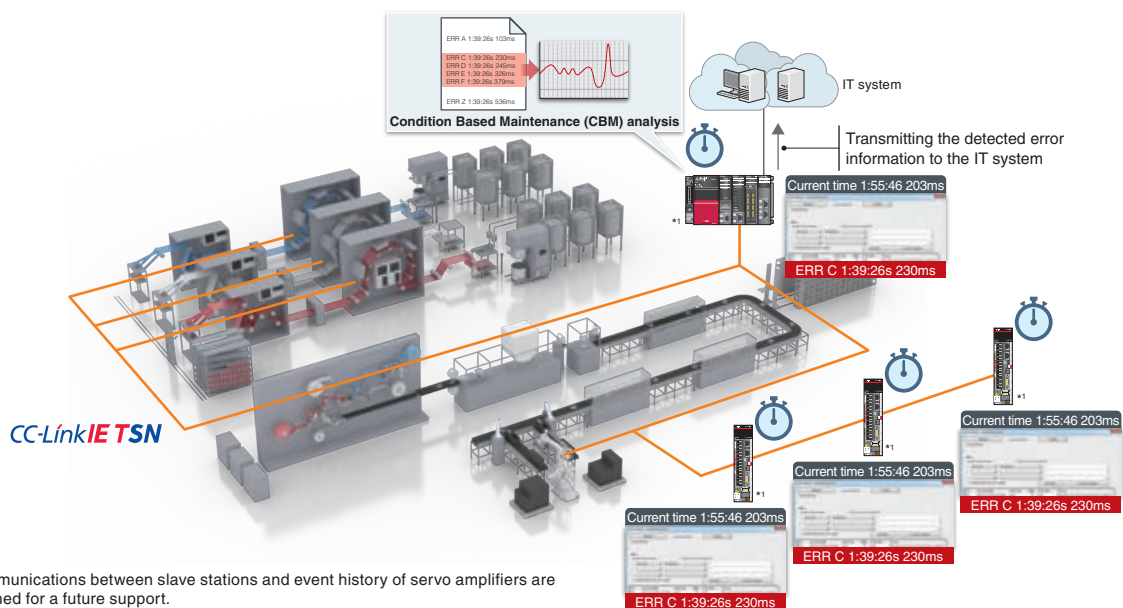 ERR A 1:39:26s 103ms
ERR C 1:39:26s 230ms
ERR D 1:39:26s 245ms
ERR E 1:39:26s 326ms
ERR F 1:39:26s 379ms
ERR Z 1:39:26s 536ms
Condition Based Maintenance (CBM) analysis
IT system
Transmitting the detected error
information to the IT system
*1
Current time 1:55:46 203ms
ERR C 1:39:26s 230ms
CC-Link IE TSN
*1
Current time 1:55:46 203ms
ERR C 1:39:26s 230ms
*1
Current time 1:55:46 203ms
ERR C 1:39:26s 230ms
*1
Current time 1:55:46 203ms
ERR C 1:39:26s 230ms
munications between slave stations and event history of servo amplifiers are
ned for a future support.